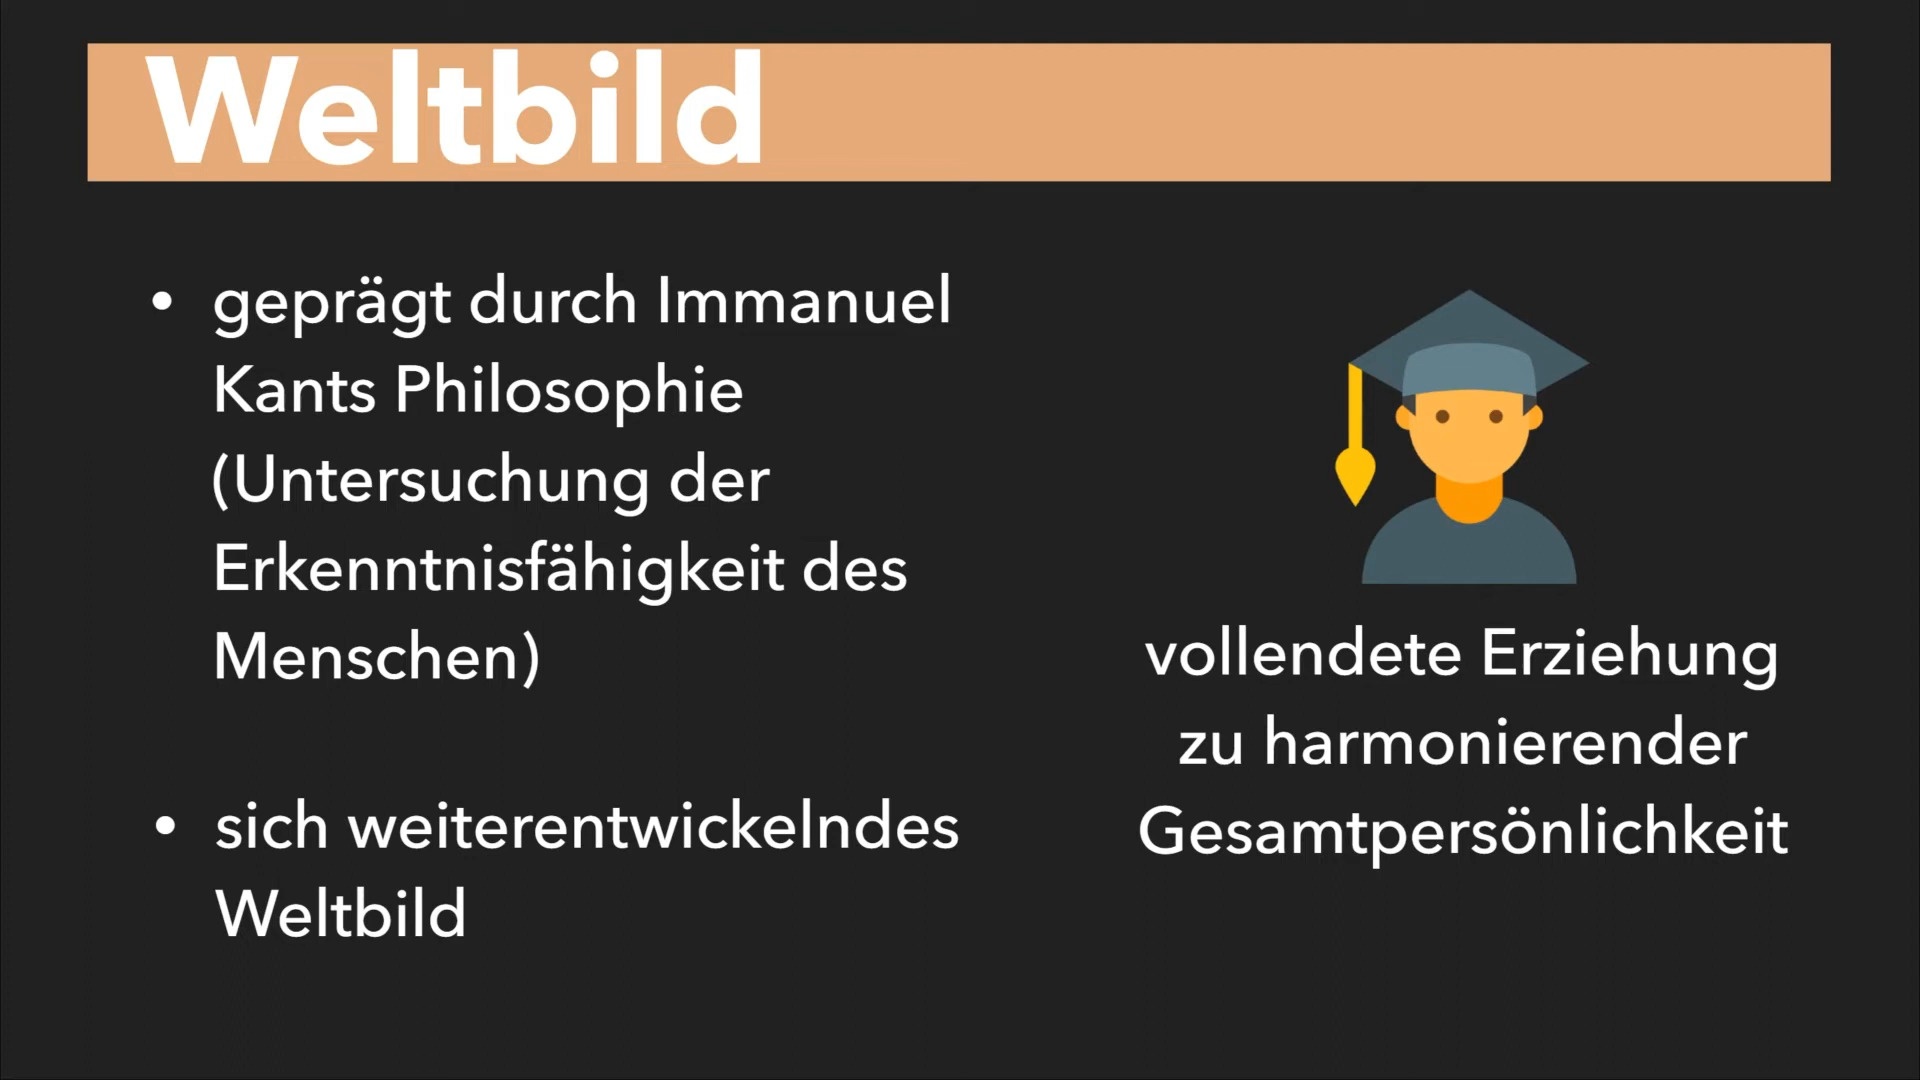 Weltbild
• geprägt durch Immanuel
Kants Philosophie
(Untersuchung der
Erkenntnisfähigkeit des
Menschen)
• sich weiterentwickelndes
Weltbild
vollendete Erziehung
zu harmonierender
Gesamtpersönlichkeit